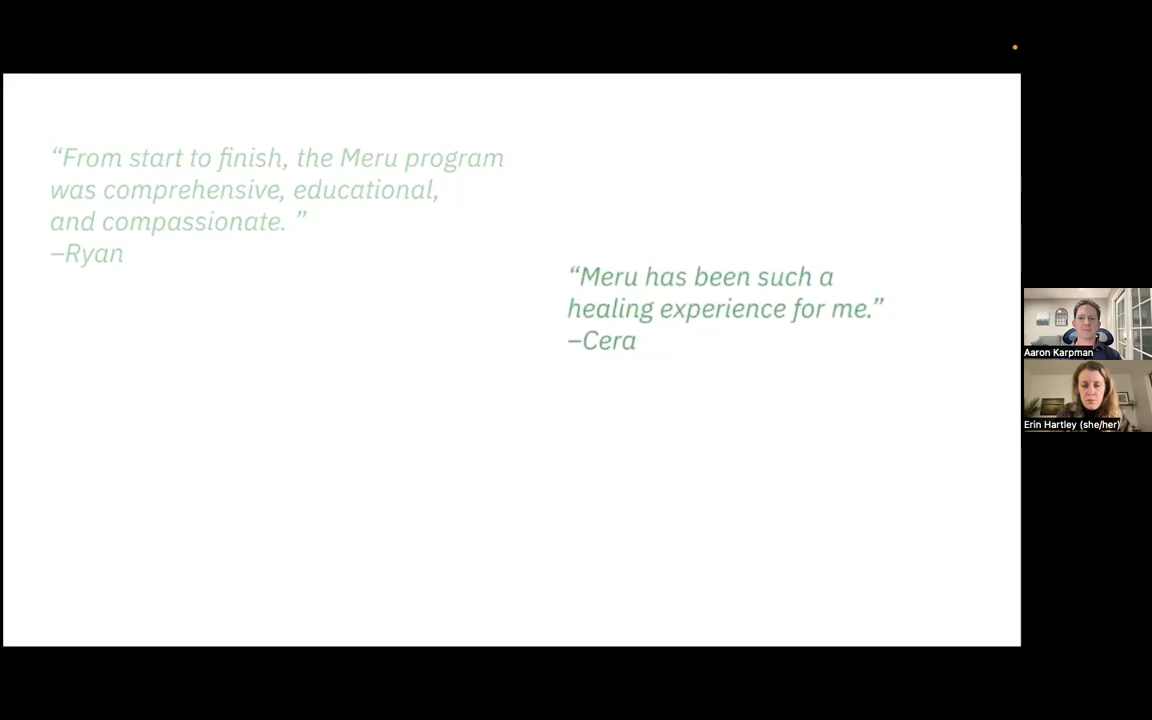 “From start to finish, the Meru program
was comprehensive, educational,
and compassionate. ”
–Ryan
“Meru has been such a
healing experience for me.”
–Cera
Aaron Karpman
Erin Hartley (she/her)